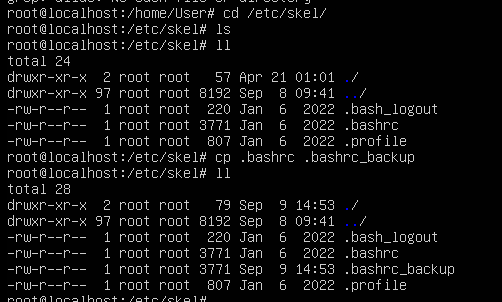 root@localhost:/home/User# cd /etc/skel/
root@localhost:/etc/skel# ls
root@localhost:/etc/skel# ll
total 24
drwxr-xr-x  2 root root   57 Apr 21 01:01 ./
drwxr-xr-x 97 root root 8192 Sep  8 09:41 ../
-rw-r--r--  1 root root  220 Jan  6  2022 .bash_logout
-rw-r--r--  1 root root 3771 Jan  6  2022 .bashrc
-rw-r--r--  1 root root  807 Jan  6  2022 .profile
root@localhost:/etc/skel# cp .bashrc .bashrc_backup
root@localhost:/etc/skel# ll
total 28
drwxr-xr-x  2 root root   79 Sep  9 14:53 ./
drwxr-xr-x 97 root root 8192 Sep  8 09:41 ../
-rw-r--r--  1 root root  220 Jan  6  2022 .bash_logout
-rw-r--r--  1 root root 3771 Jan  6  2022 .bashrc
-rw-r--r--  1 root root 3771 Sep  9 14:53 .bashrc_backup
-rw-r--r--  1 root root  807 Jan  6  2022 .profile
root@localhost:/etc/skel#